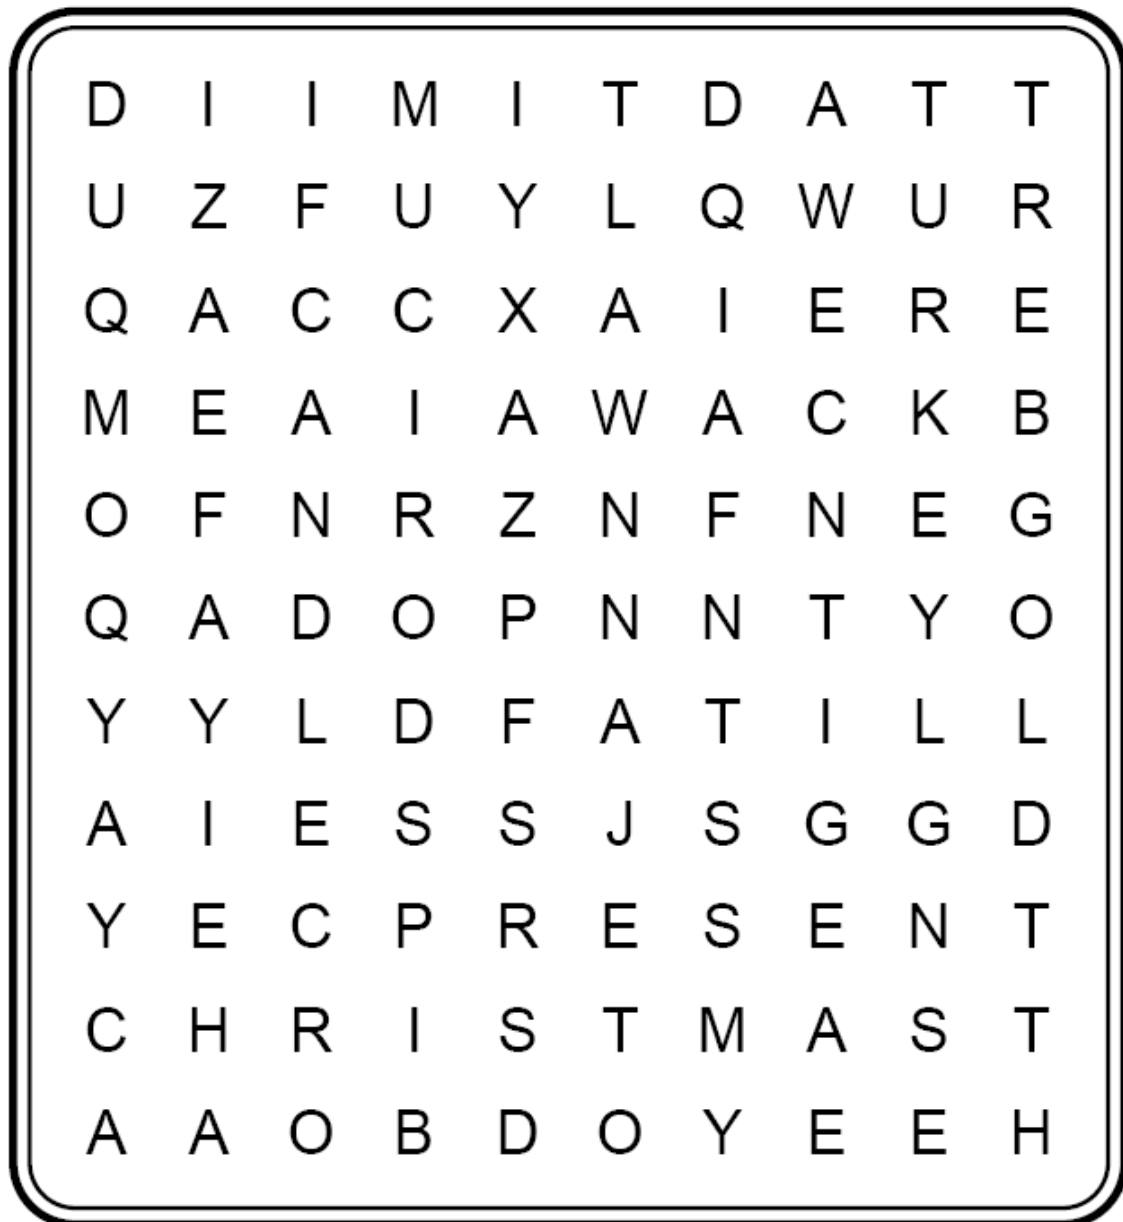 D I I M I T D A T T
U Z F U Y L Q W U R
Q A C C X A I E R E
M E A I A W A C K B
O F N R Z N F N E G
Q A D O P N N T Y O
Y Y L D F A T I L L
A I E S S J S G G D
Y E C P R E S E N T
C H R I S T M A S T
A A O B D O Y E E H